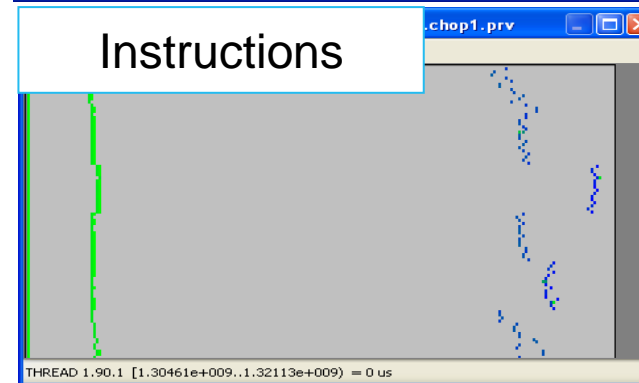 Instructions
.chop1.prv
THREAD 1.90.1 [1.30461e+009..1.32113e+009) = 0 us